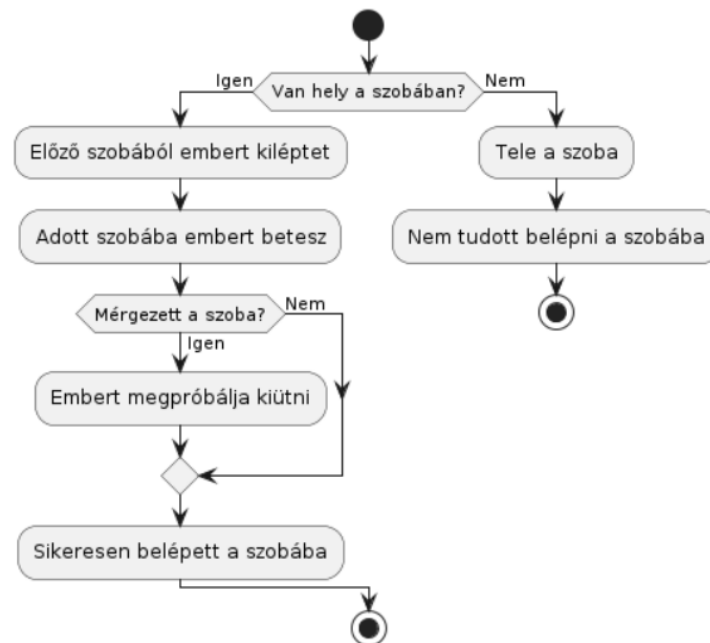 Igen
Van hely a szobában?
Nem
Előző szobából embert kiléptet
Tele a szoba
Adott szobába embert betesz
Nem tudott belépni a szobába
Mérgezett a szoba?
Nem
Igen
Embert megpróbálja kiütni
Sikeresen belépett a szobába